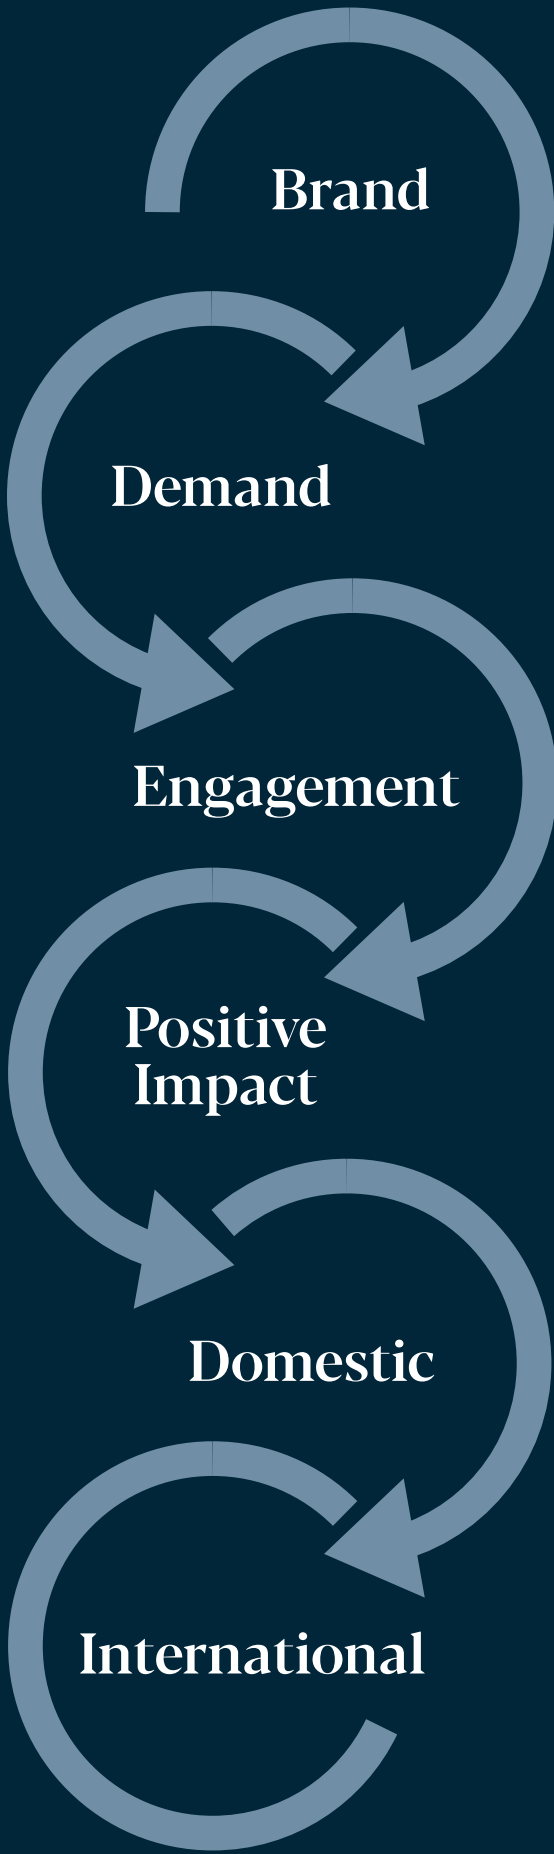 Brand
Demand
Engagement
Positive
Impact
Domestic
International